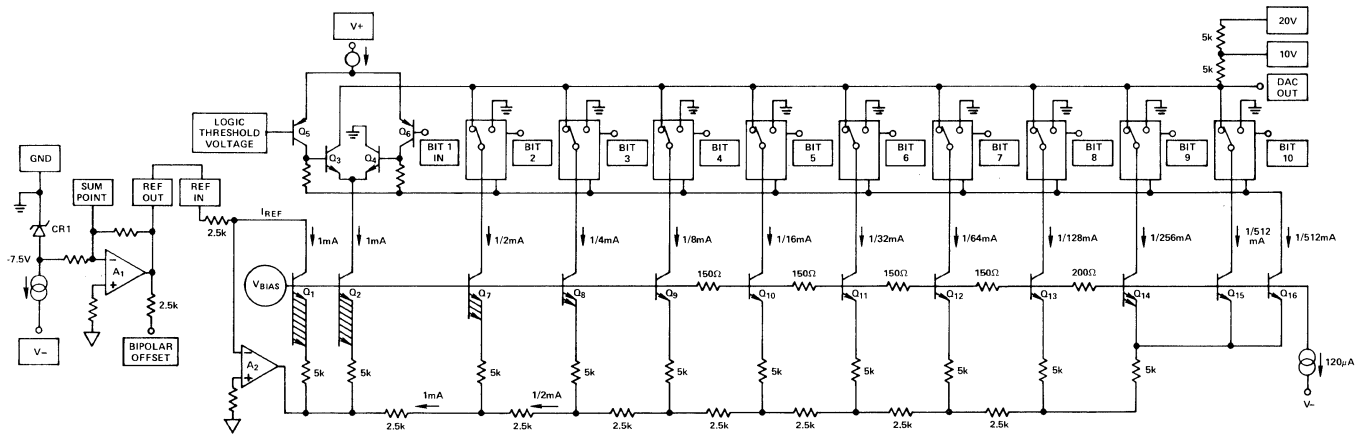 V+
20V
5k
10V
5k
DAC OUT
LOGIC THRESHOLD VOLTAGE
Q5
Q3
Q4
Q6
BIT 1 IN
BIT 2
BIT 3
BIT 4
BIT 5
BIT 6
BIT 7
BIT 8
BIT 9
BIT 10
GND
SUM POINT
REF OUT
REF IN
IREF
2.5k
CR1
-7.5V
A1
2.5k
V–
BIPOLAR OFFSET
1mA
1mA
1/2mA
1/4mA
1/8mA
1/16mA
1/32mA
1/64mA
1/128mA
1/256mA
1/512 mA
1/512mA
150Ω
150Ω
150Ω
150Ω
200Ω
VBIAS
Q1
Q2
Q7
Q8
Q9
Q10
Q11
Q12
Q13
Q14
Q15
Q16
A2
5k
5k
5k
5k
5k
5k
5k
5k
5k
5k
120μA
V–
1mA
1/2mA
2.5k
2.5k
2.5k
2.5k
2.5k
2.5k
2.5k